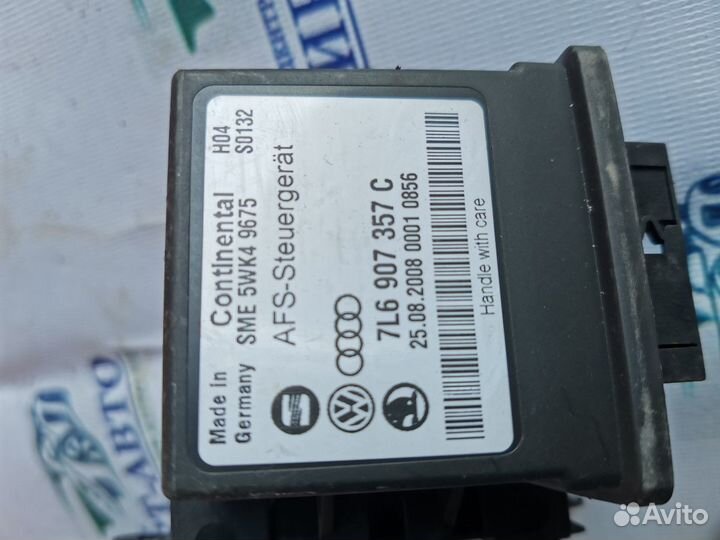 Made in
Germany
Continental
SME 5WK4 9675
H04
S0132
AFS-Steuergerät
7L6 907 357 C
25.08.2008 0001 0856
Handle with care
Avito